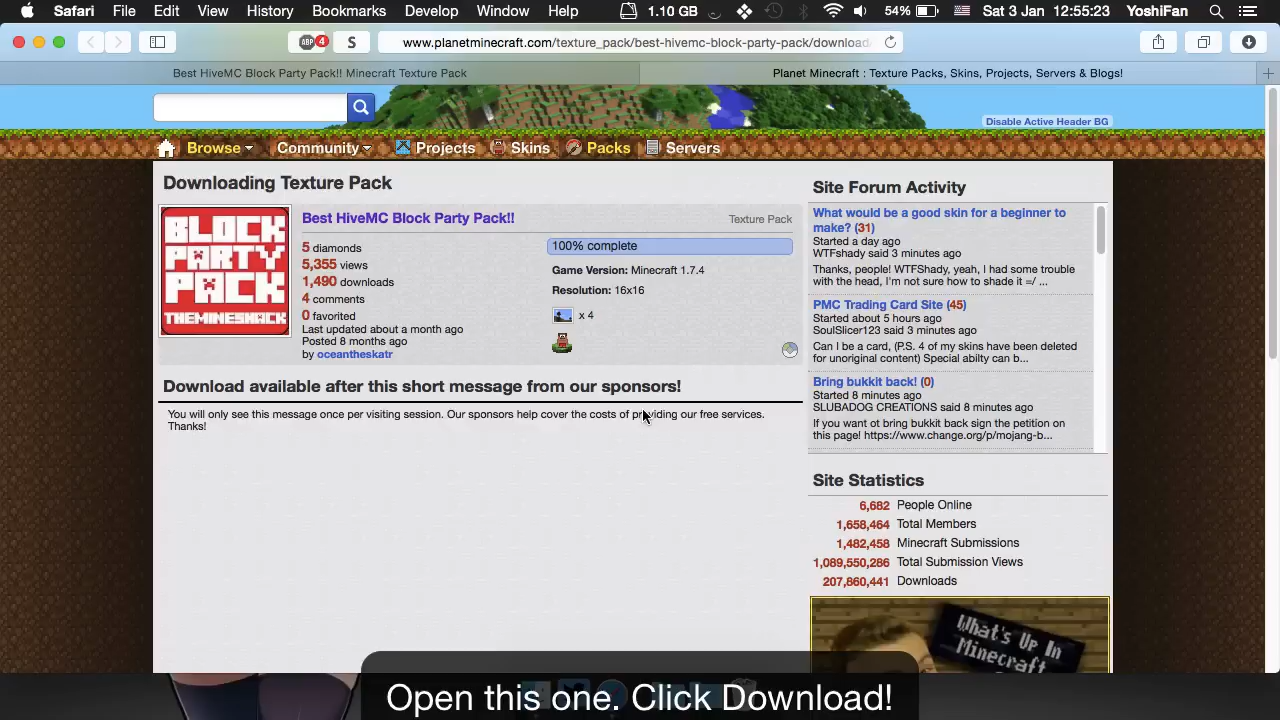 Safari File Edit View History Bookmarks Develop Window Help 1.10 GB 54% Sat 3 Jan 12:55:23 YoshiFan
ABP 4 S www.planetminecraft.com/texture_pack/best-hivemc-block-party-pack/download
Best HiveMC Block Party Pack!! Minecraft Texture Pack
Planet Minecraft : Texture Packs, Skins, Projects, Servers & Blogs!
Disable Active Header BG
Browse Community Projects Skins Packs Servers
Downloading Texture Pack
BLOCK
PARTY
PACK
THEMINESHACK
Best HiveMC Block Party Pack!!
Texture Pack
5 diamonds
5,355 views
1,490 downloads
4 comments
0 favorited
Last updated about a month ago
Posted 8 months ago
by oceantheskatr
100% complete
Game Version: Minecraft 1.7.4
Resolution: 16x16
x 4
Download available after this short message from our sponsors!
You will only see this message once per visiting session. Our sponsors help cover the costs of providing our free services.
Thanks!
Site Forum Activity
What would be a good skin for a beginner to
make? (31)
Started a day ago
WTFshady said 3 minutes ago
Thanks, people! WTFShady, yeah, I had some trouble
with the head, I'm not sure how to shade it =/ ...
PMC Trading Card Site (45)
Started about 5 hours ago
SoulSlicer123 said 3 minutes ago
Can I be a card, (P.S. 4 of my skins have been deleted
for unoriginal content) Special abilty can b...
Bring bukkit back! (0)
Started 8 minutes ago
SLUBADOG CREATIONS said 8 minutes ago
If you want ot bring bukkit back sign the petition on
this page! https://www.change.org/p/mojang-b...
Site Statistics
6,682 People Online
1,658,464 Total Members
1,482,458 Minecraft Submissions
1,089,550,286 Total Submission Views
207,860,441 Downloads
What's Up In
Minecraft
Open this one. Click Download!